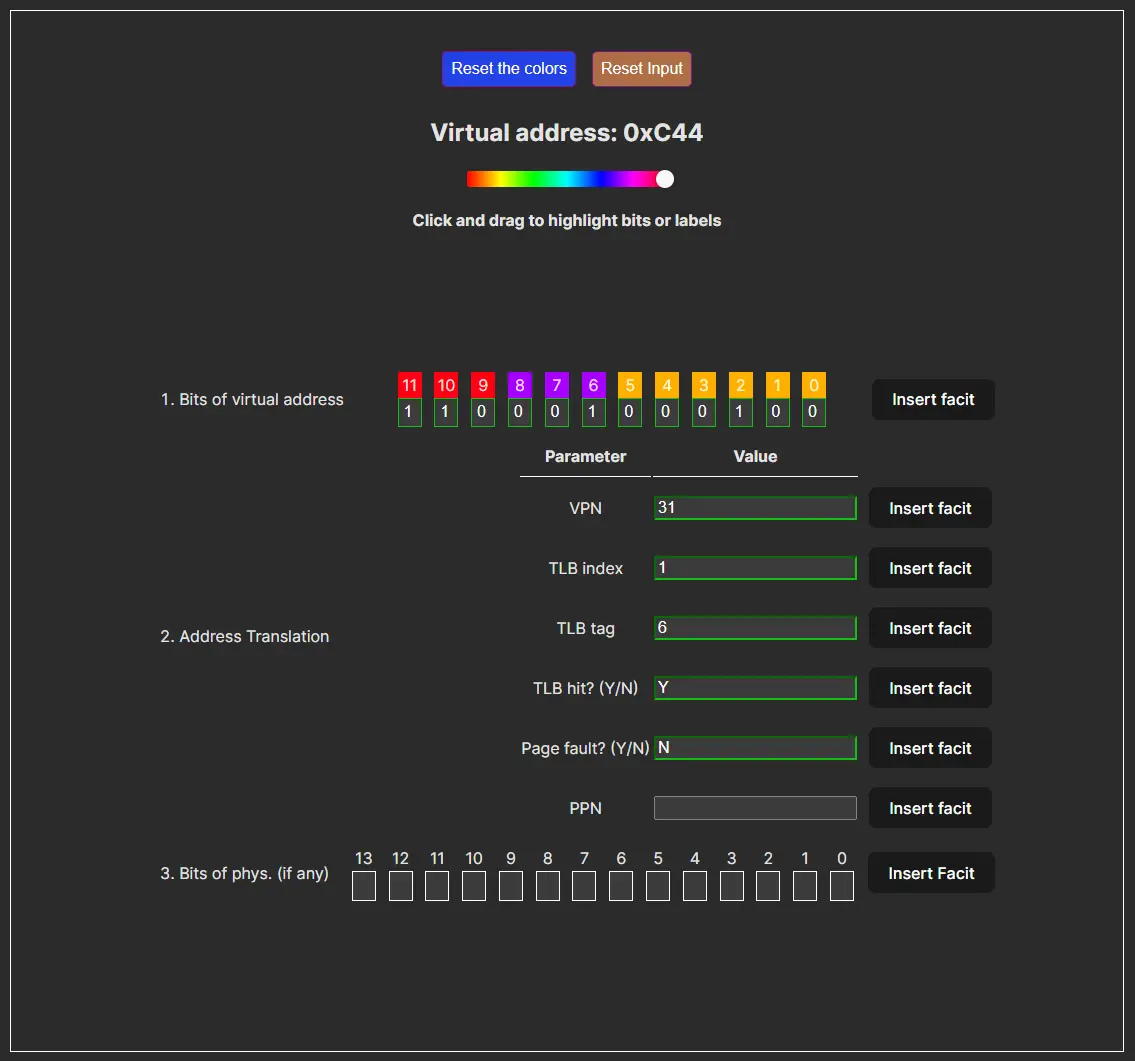 Reset the colors Reset Input
Virtual address: 0xC44
Click and drag to highlight bits or labels
11 10 9 8 7 6 5 4 3 2 1 0
1. Bits of virtual address Insert facit
1 1 0 0 0 1 0 0 0 1 0 0
Parameter Value
VPN 31 Insert facit
TLB index 1 Insert facit
TLB tag 6 Insert facit
2. Address Translation
TLB hit? (Y/N) Y Insert facit
Page fault? (Y/N) N Insert facit
PPN Insert facit
13 12 11 10 9 8 7 6 5 4 3 2 1 0
3. Bits of phys. (if any) Insert Facit